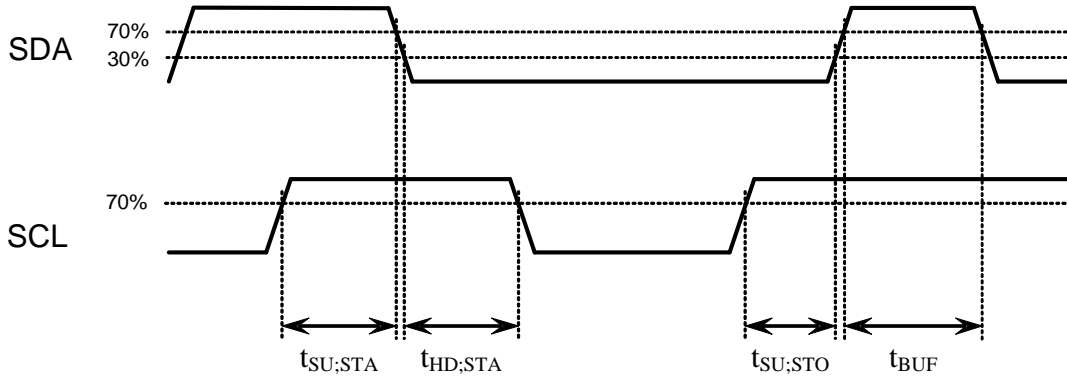 70%
SDA
30%
70%
SCL
tSU;STA tHD;STA tSU;STO tBUF